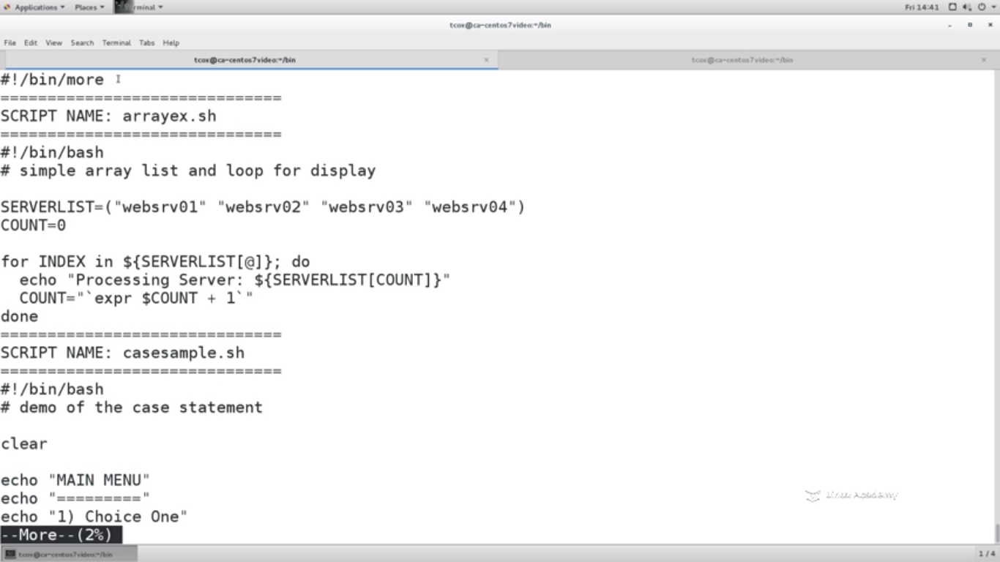 Applications Places Terminal Fri 14:41
tcox@ca-centos7video:~/bin
File Edit View Search Terminal Tabs Help
tcox@ca-centos7video:~/bin tcox@ca-centos7video:~/bin
#!/bin/more
==============================
SCRIPT NAME: arrayex.sh
==============================
#!/bin/bash
# simple array list and loop for display
SERVERLIST=("websrv01" "websrv02" "websrv03" "websrv04")
COUNT=0
for INDEX in ${SERVERLIST[@]}; do
  echo "Processing Server: ${SERVERLIST[COUNT]}"
  COUNT="`expr $COUNT + 1`"
done
==============================
SCRIPT NAME: casesample.sh
==============================
#!/bin/bash
# demo of the case statement
clear
echo "MAIN MENU"
echo "========="
echo "1) Choice One"
Linux Academy
--More--(2%)
tcox@ca-centos7video:~/bin 1 / 4